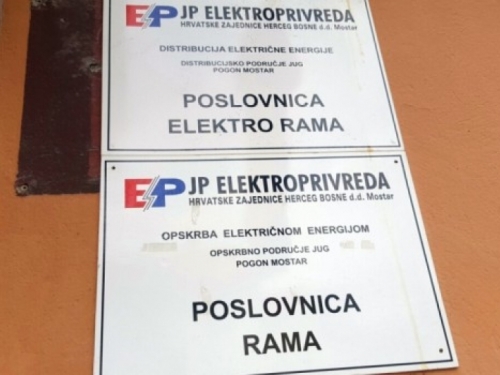 EP JP ELEKTROPRIVREDA
HRVATSKE ZAJEDNICE HERCEG BOSNE d.d. Mostar
DISTRIBUCIJA ELEKTRIČNE ENERGIJE
DISTRIBUCIJSKO PODRUČJE JUG
POGON MOSTAR
POSLOVNICA
ELEKTRO RAMA
EP JP ELEKTROPRIVREDA
HRVATSKE ZAJEDNICE HERCEG BOSNE d.d. Mostar
OPSKRBA ELEKTRIČNOM ENERGIJOM
OPSKRBNO PODRUČJE JUG
POGON MOSTAR
POSLOVNICA
RAMA